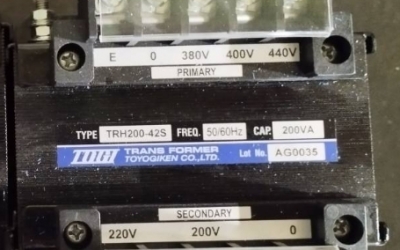 E 0 380V 400V 440V
PRIMARY
TYPE TRH200-42S FREQ. 50/60Hz CAP. 200VA
TOGI TRANS FORMER Lot No. AG0035
TOYOGIKEN CO.,LTD.
SECONDARY
220V 200V 0